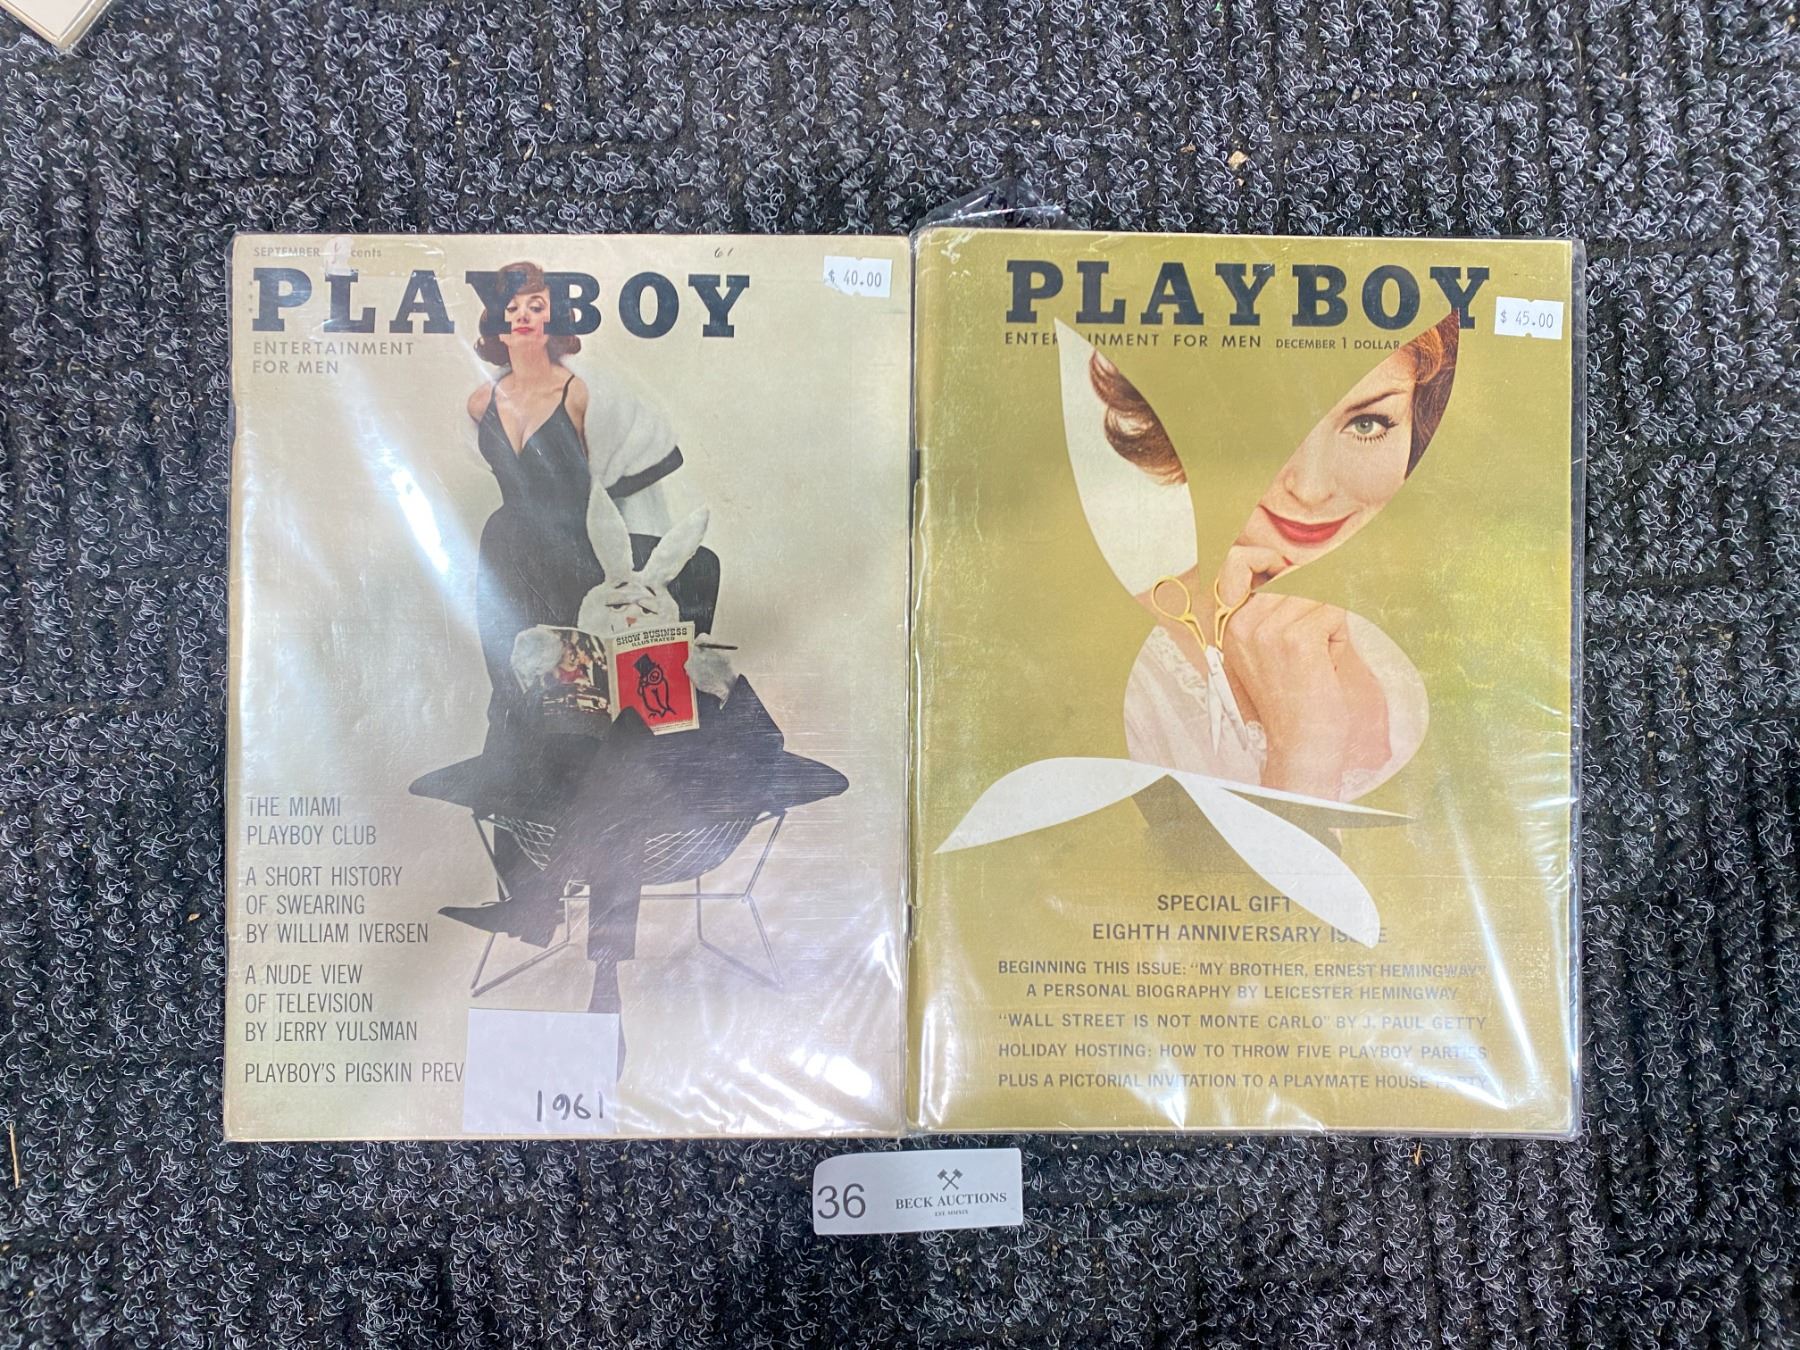 SEPTEMBER cents
61
$ 40.00
PLAYBOY
ENTERTAINMENT
FOR MEN
SHOW BUSINESS
ILLUSTRATED
THE MIAMI
PLAYBOY CLUB
A SHORT HISTORY
OF SWEARING
BY WILLIAM IVERSEN
A NUDE VIEW
OF TELEVISION
BY JERRY YULSMAN
PLAYBOY'S PIGSKIN PREV
1961
PLAYBOY
$ 45.00
ENTER INMENT FOR MEN DECEMBER 1 DOLLAR
SPECIAL GIFT
EIGHTH ANNIVERSARY ISSUE
BEGINNING THIS ISSUE: "MY BROTHER, ERNEST HEMINGWAY"
A PERSONAL BIOGRAPHY BY LEICESTER HEMINGWAY
"WALL STREET IS NOT MONTE CARLO" BY J. PAUL GETTY
HOLIDAY HOSTING: HOW TO THROW FIVE PLAYBOY PARTIES
PLUS A PICTORIAL INVITATION TO A PLAYMATE HOUSE PARTY
36
BECK AUCTIONS
EST. MMXIX